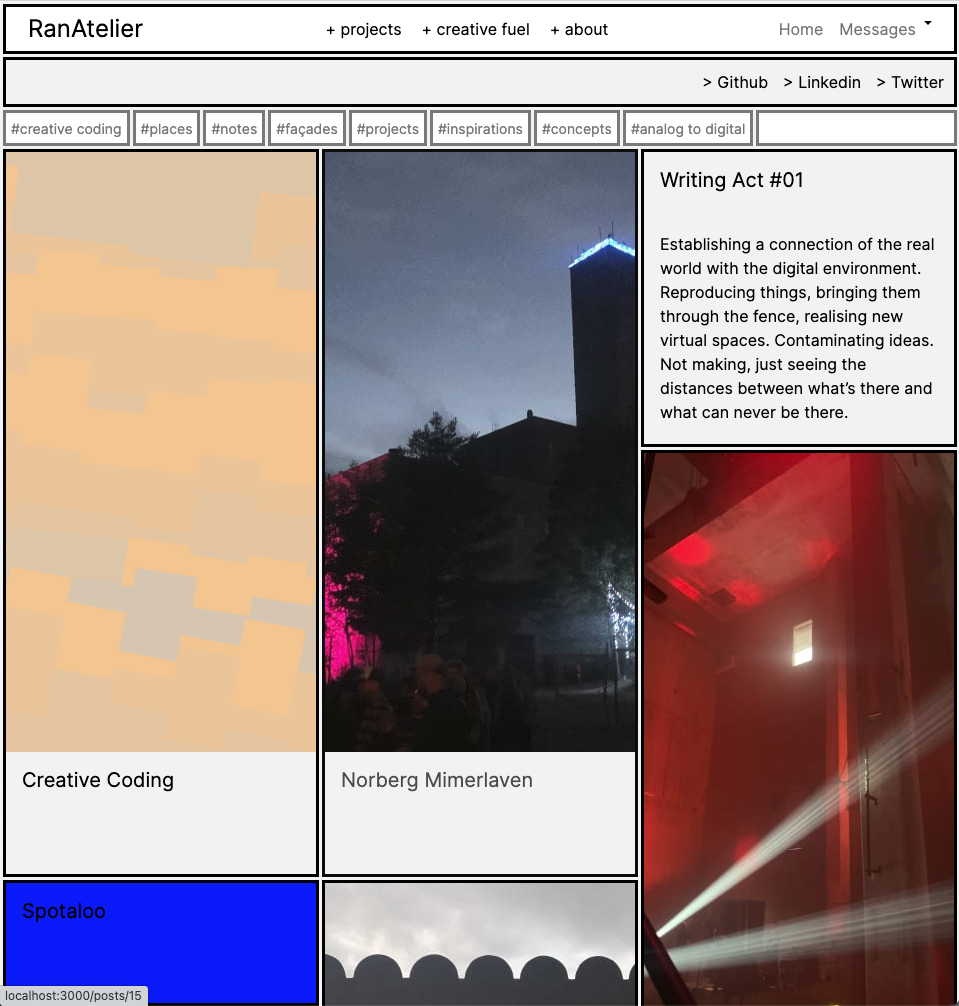 RanAtelier
+ projects + creative fuel + about
Home Messages
> Github > Linkedin > Twitter
#creative coding #places #notes #façades #projects #inspirations #concepts #analog to digital
Writing Act #01
Establishing a connection of the real
world with the digital environment.
Reproducing things, bringing them
through the fence, realising new
virtual spaces. Contaminating ideas.
Not making, just seeing the
distances between what’s there and
what can never be there.
Creative Coding
Norberg Mimerlaven
Spotaloo
localhost:3000/posts/15